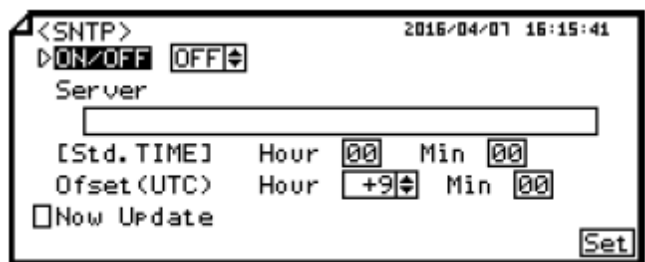 <SNTP> 2016/04/07 16:15:41
ON/OFF OFF
Server
[Std.TIME] Hour 00 Min 00
Ofset(UTC) Hour +9 Min 00
Now Update
Set